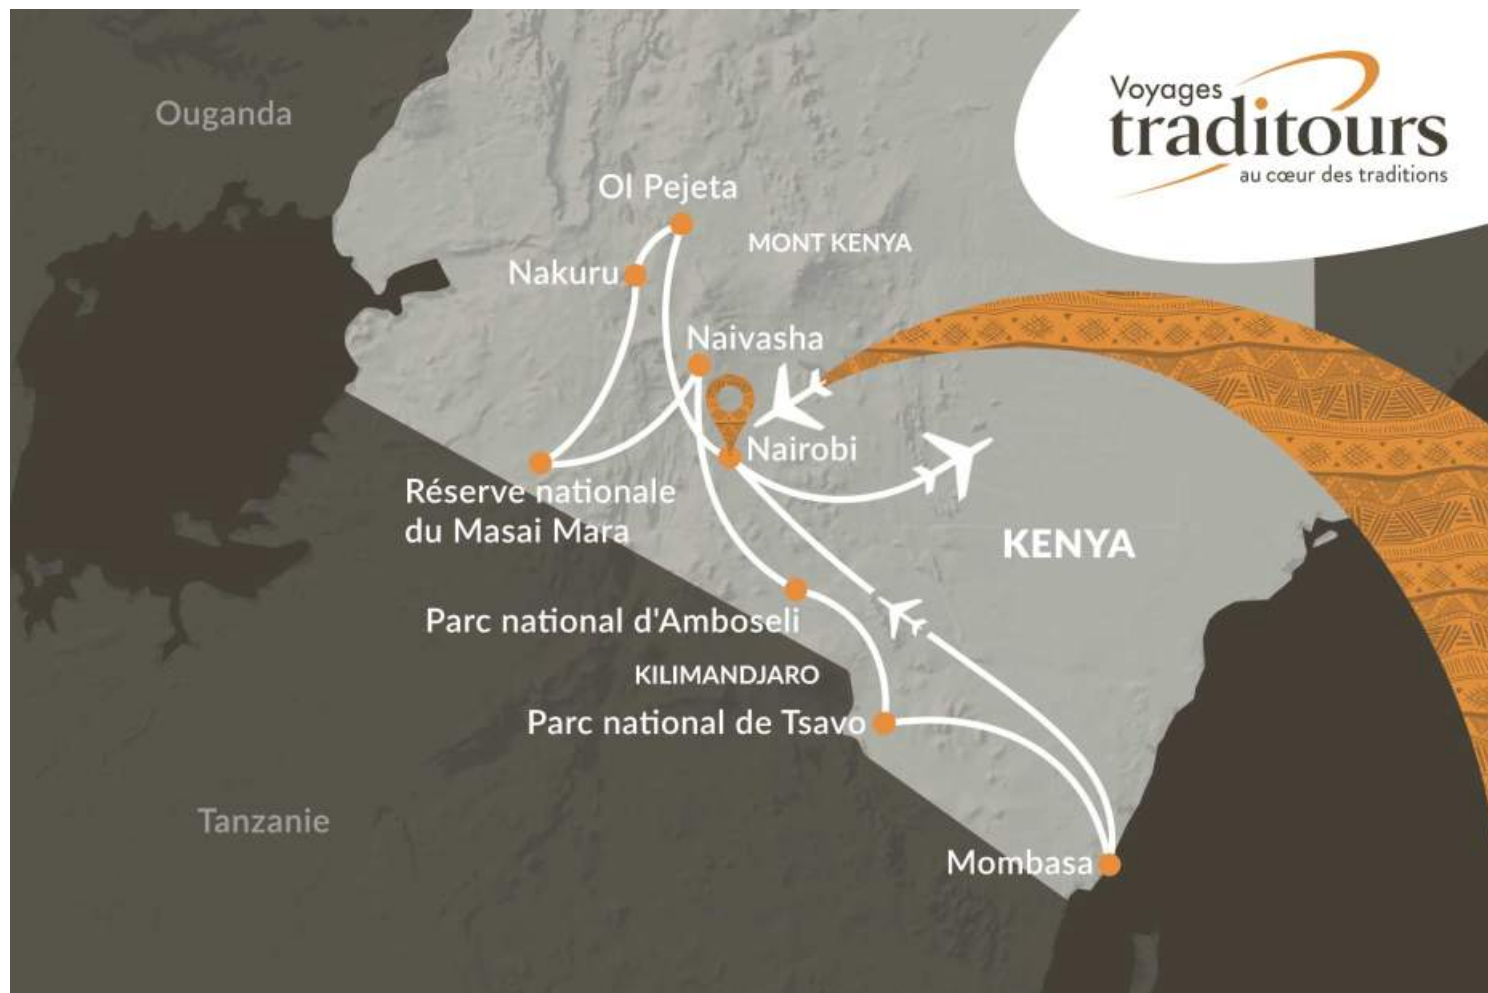 Voyages
traditours
au cœur des traditions
Ouganda
Ol Pejeta
MONT KENYA
Nakuru
Naivasha
Nairobi
Réserve nationale
du Masai Mara
KENYA
Parc national d'Amboseli
KILIMANDJARO
Parc national de Tsavo
Tanzanie
Mombasa